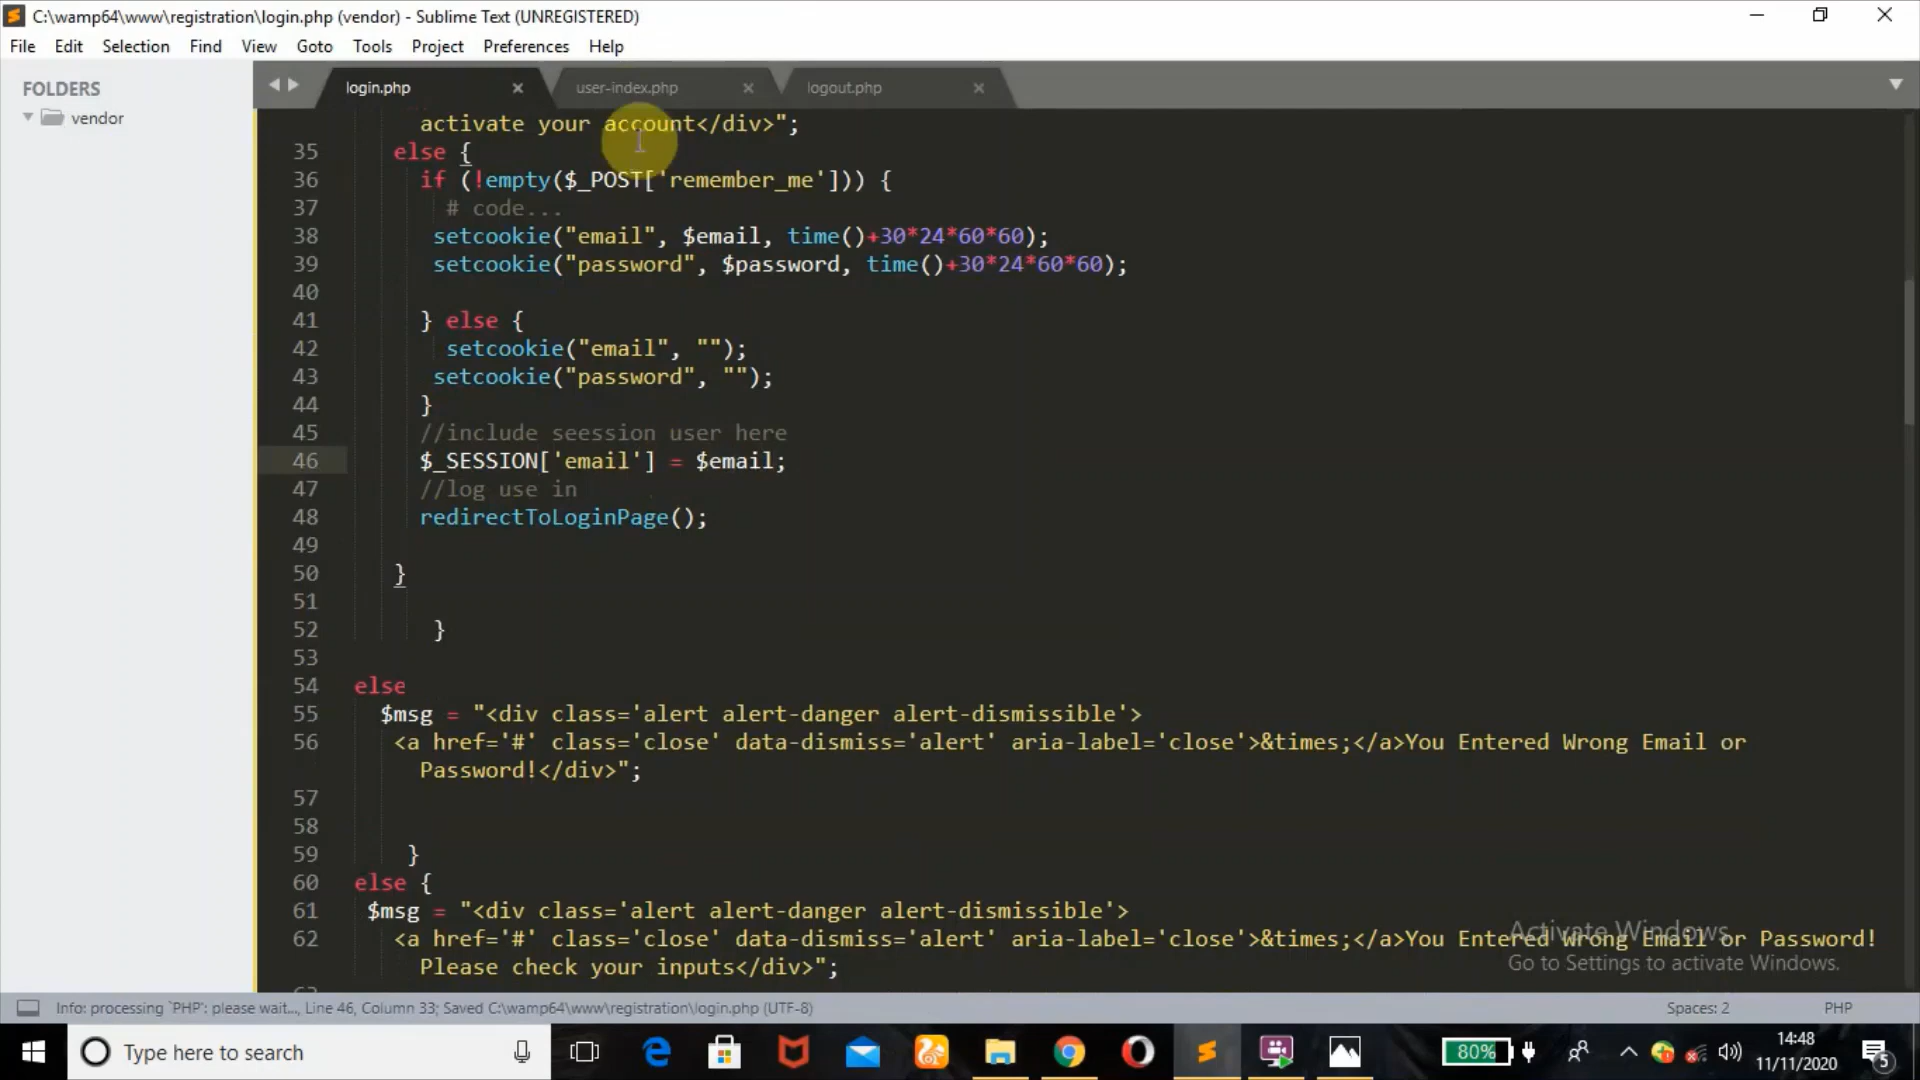 C:\wamp64\www\registration\login.php (vendor) - Sublime Text (UNREGISTERED)
File Edit Selection Find View Goto Tools Project Preferences Help
FOLDERS
vendor
login.php user-index.php logout.php
activate your account</div>";
35 else {
36 if (!empty($_POST['remember_me'])) {
37 # code...
38 setcookie("email", $email, time()+30*24*60*60);
39 setcookie("password", $password, time()+30*24*60*60);
40
41 } else {
42 setcookie("email", "");
43 setcookie("password", "");
44 }
45 //include seession user here
46 $_SESSION['email'] = $email;
47 //log use in
48 redirectToLoginPage();
49
50 }
51
52 }
53
54 else
55 $msg = "<div class='alert alert-danger alert-dismissible'>
56 <a href='#' class='close' data-dismiss='alert' aria-label='close'>&times;</a>You Entered Wrong Email or
Password!</div>";
57
58
59 }
60 else {
61 $msg = "<div class='alert alert-danger alert-dismissible'>
62 <a href='#' class='close' data-dismiss='alert' aria-label='close'>&times;</a>You Entered Wrong Email or Password!
Please check your inputs</div>";
Activate Windows
Go to Settings to activate Windows.
Info: processing `PHP`: please wait..., Line 46, Column 33; Saved C:\wamp64\www\registration\login.php (UTF-8)
Spaces: 2 PHP
Type here to search
80%
14:48
11/11/2020
5